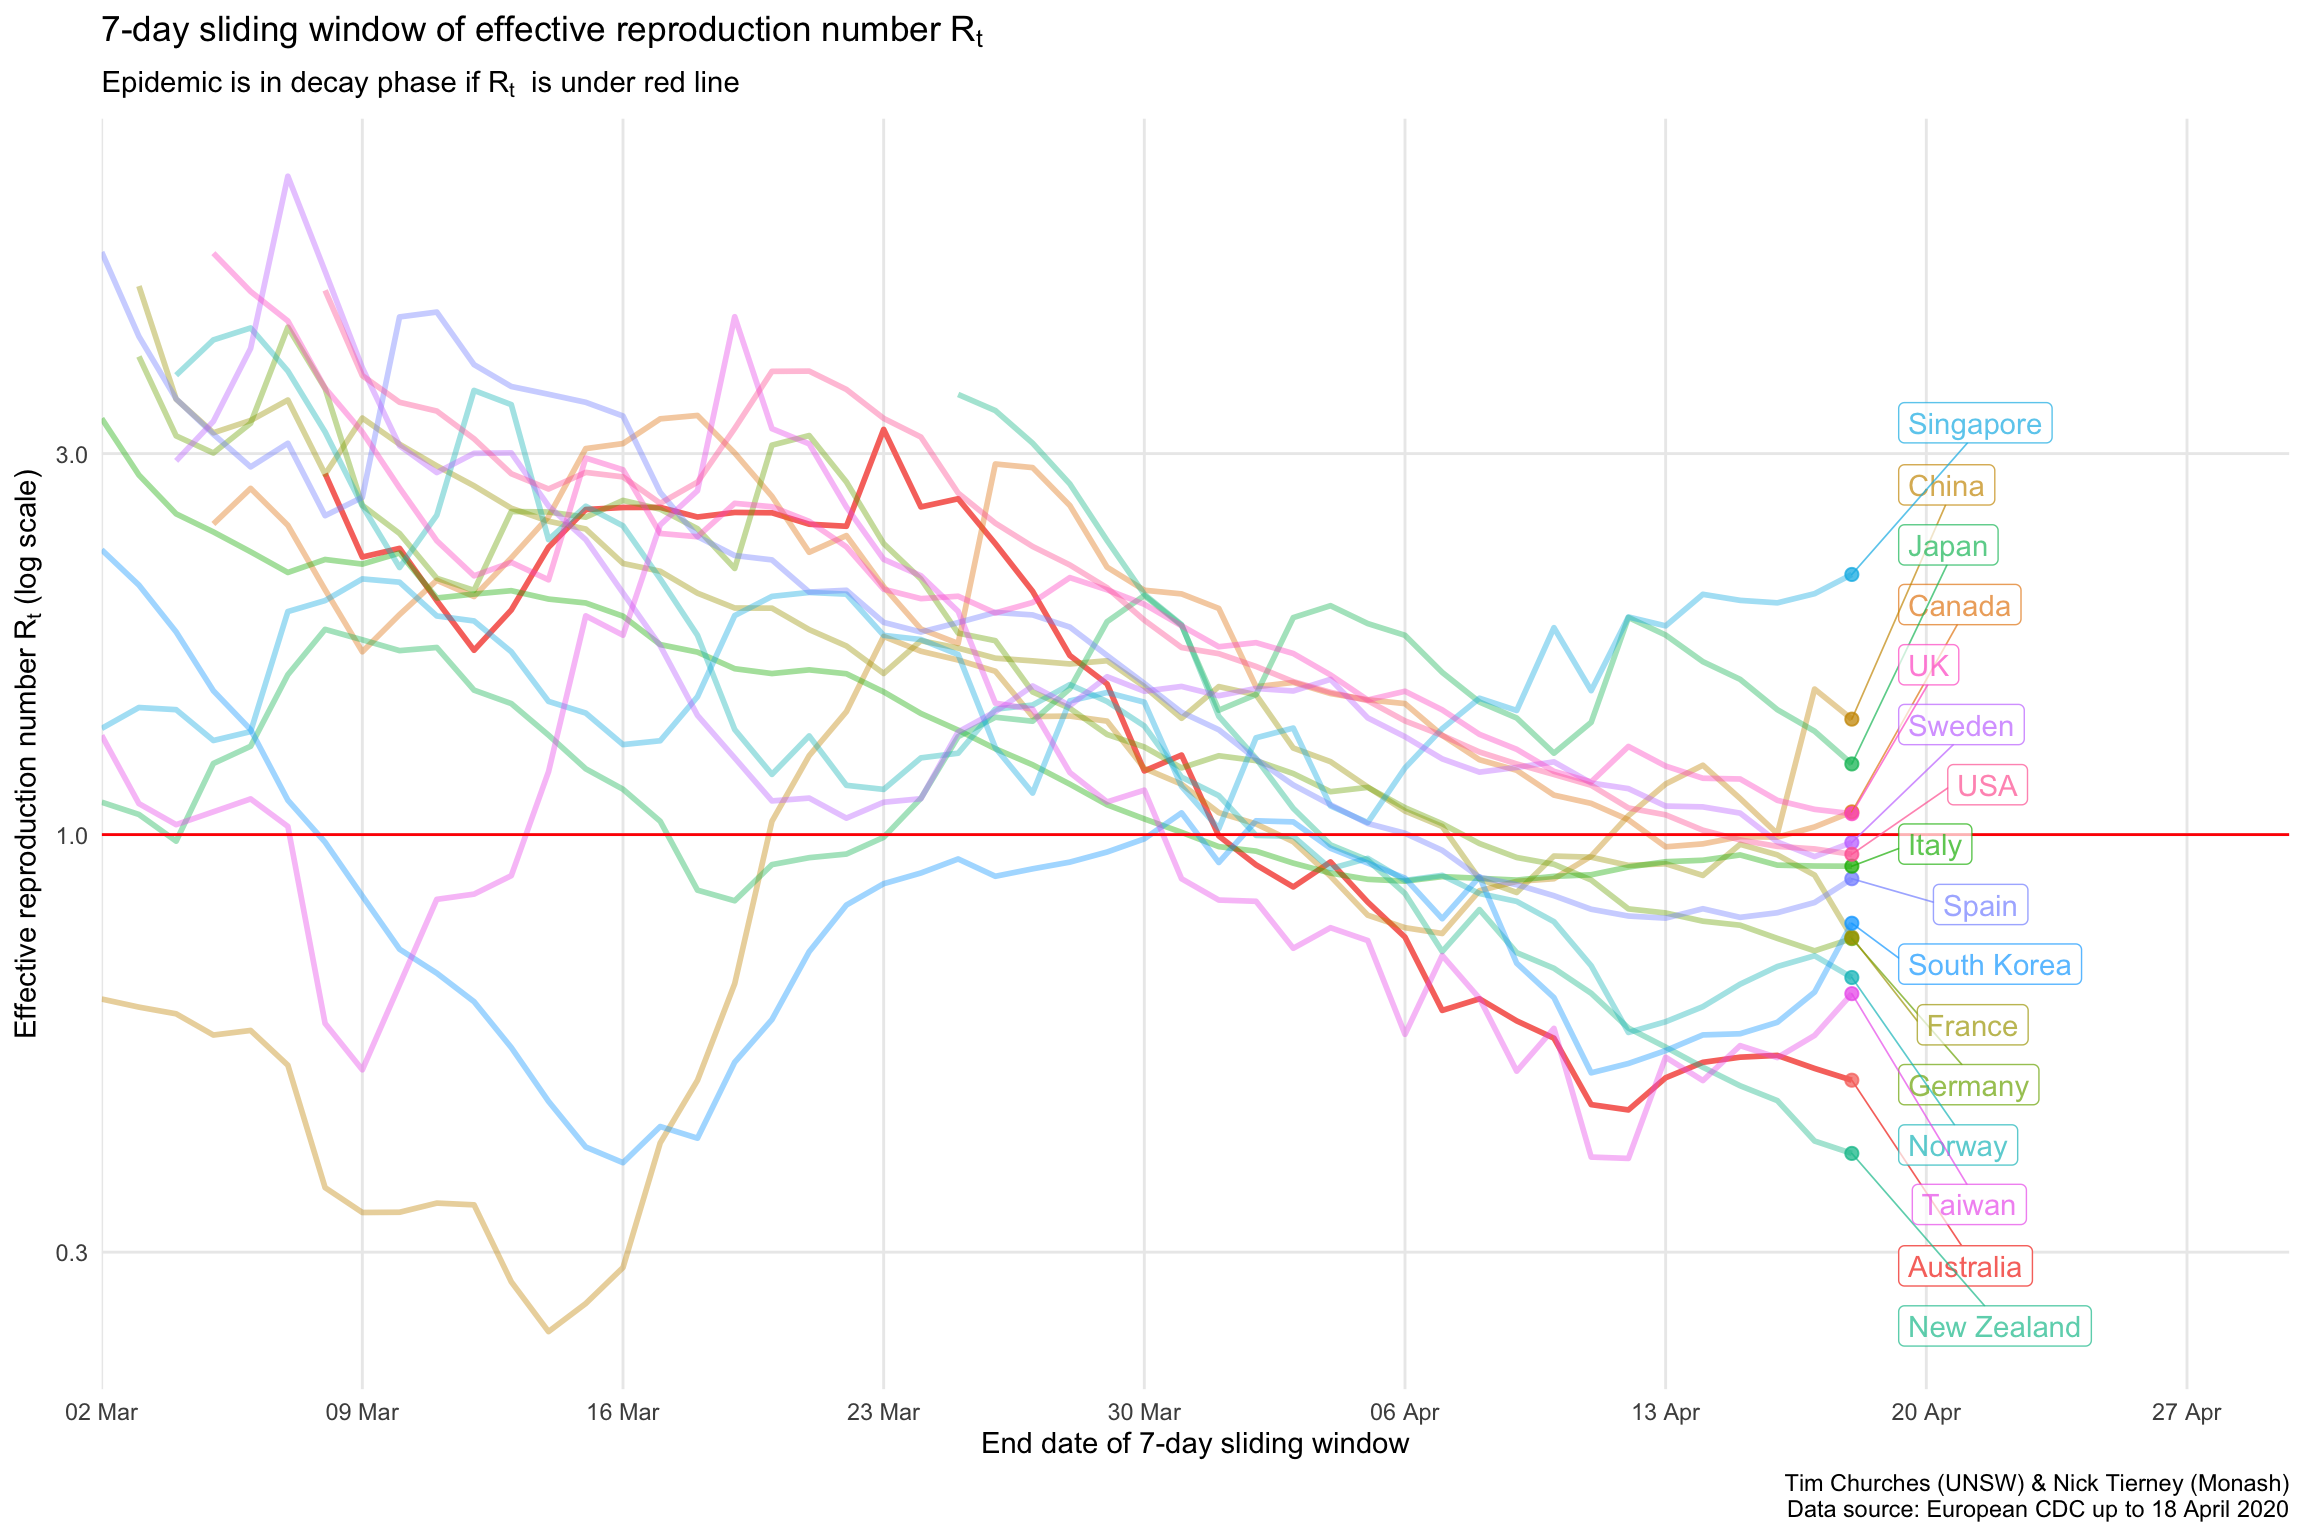 7-day sliding window of effective reproduction number Rt
Epidemic is in decay phase if Rt is under red line
Effective reproduction number Rt (log scale)
3.0
1.0
0.3
Singapore
China
Japan
Canada
UK
Sweden
USA
Italy
Spain
South Korea
France
Germany
Norway
Taiwan
Australia
New Zealand
02 Mar
09 Mar
16 Mar
23 Mar
30 Mar
06 Apr
13 Apr
20 Apr
27 Apr
End date of 7-day sliding window
Tim Churches (UNSW) & Nick Tierney (Monash)
Data source: European CDC up to 18 April 2020